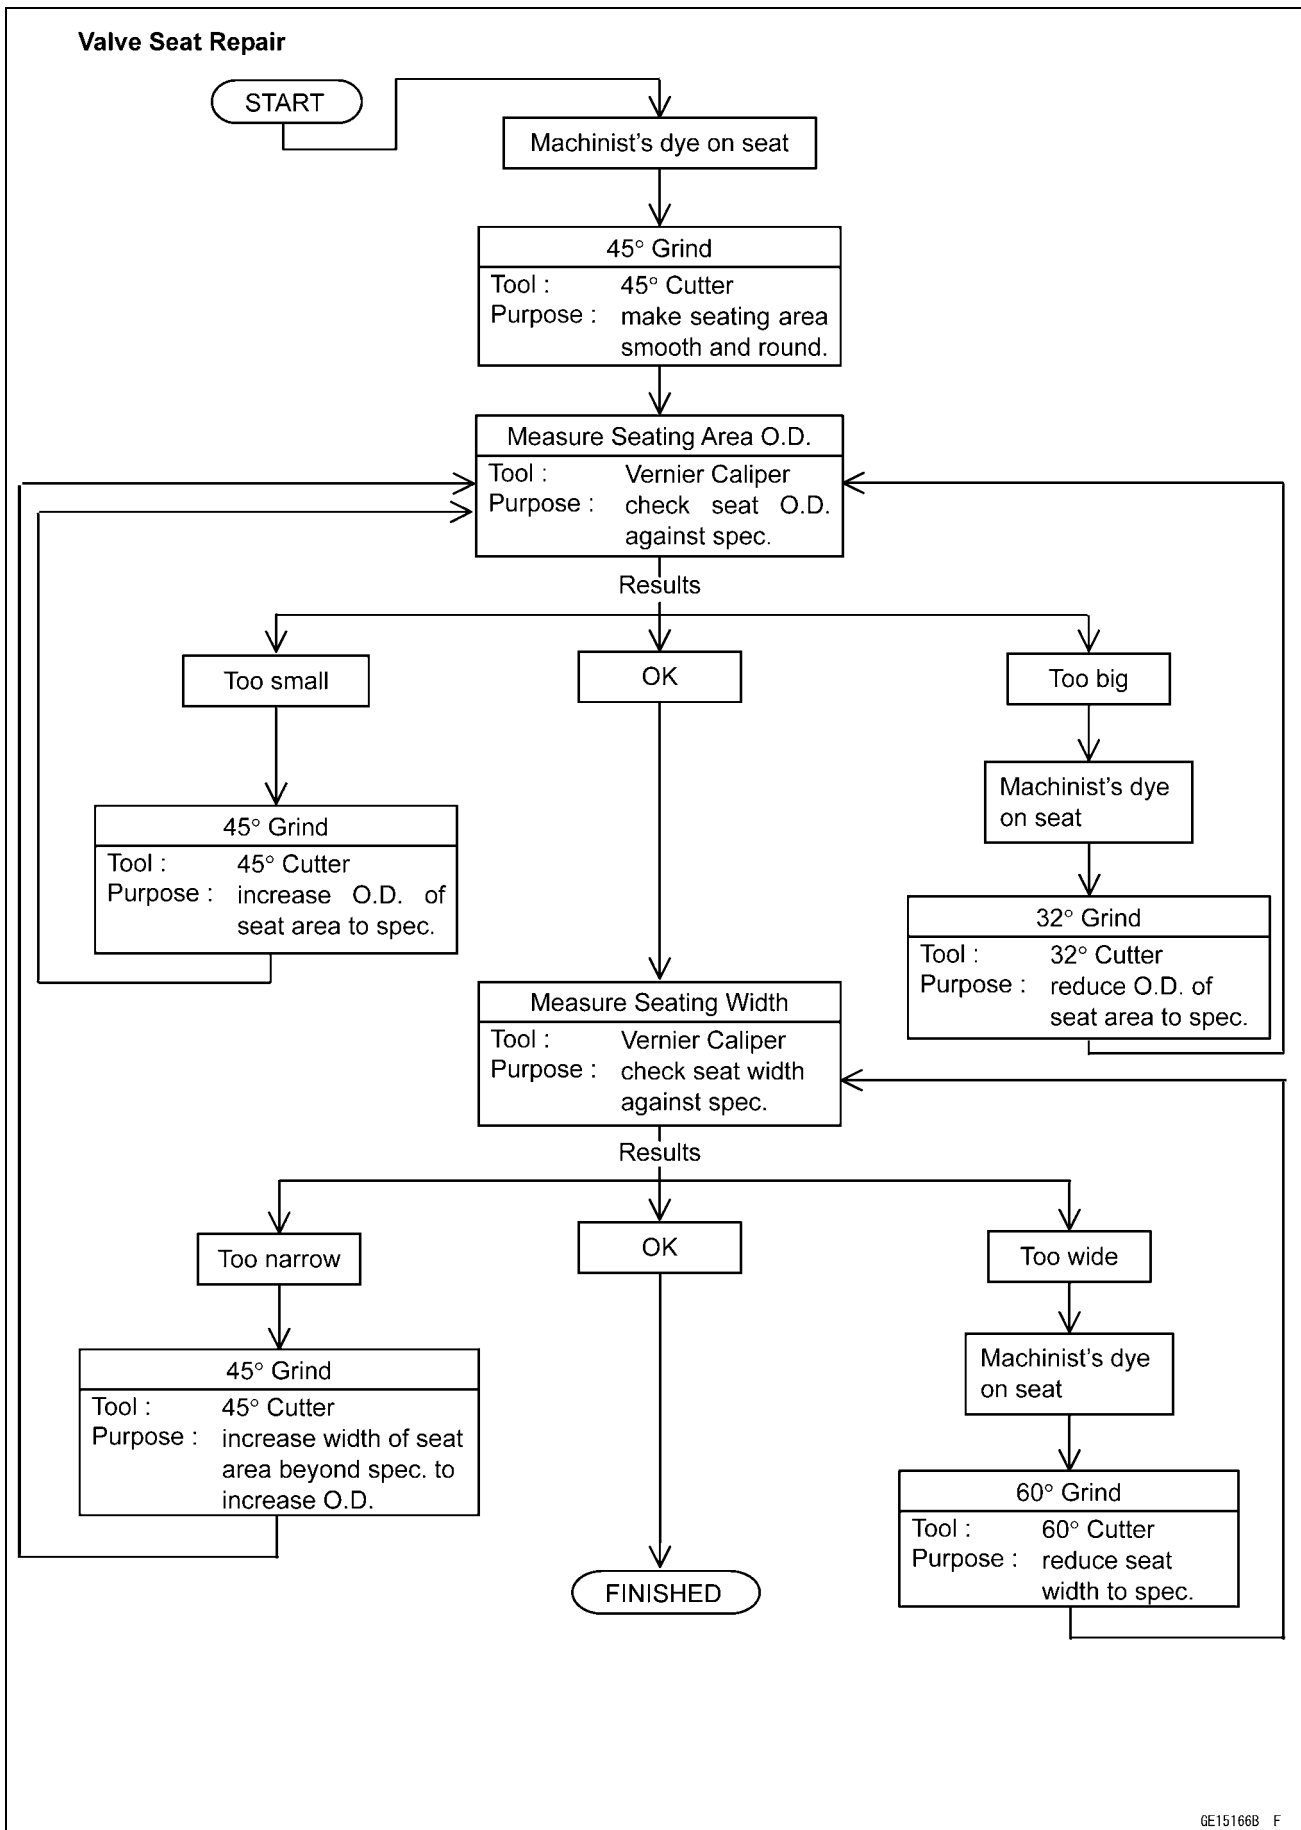 Valve Seat Repair
START
Machinist's dye on seat
45° Grind
Tool : 45° Cutter
Purpose : make seating area
smooth and round.
Measure Seating Area O.D.
Tool : Vernier Caliper
Purpose : check seat O.D.
against spec.
Results
Too small
OK
Too big
Machinist's dye
on seat
45° Grind
Tool : 45° Cutter
Purpose : increase O.D. of
seat area to spec.
32° Grind
Tool : 32° Cutter
Purpose : reduce O.D. of
seat area to spec.
Measure Seating Width
Tool : Vernier Caliper
Purpose : check seat width
against spec.
Results
Too narrow
OK
Too wide
Machinist's dye
on seat
45° Grind
Tool : 45° Cutter
Purpose : increase width of seat
area beyond spec. to
increase O.D.
60° Grind
Tool : 60° Cutter
Purpose : reduce seat
width to spec.
FINISHED
GE15166B F